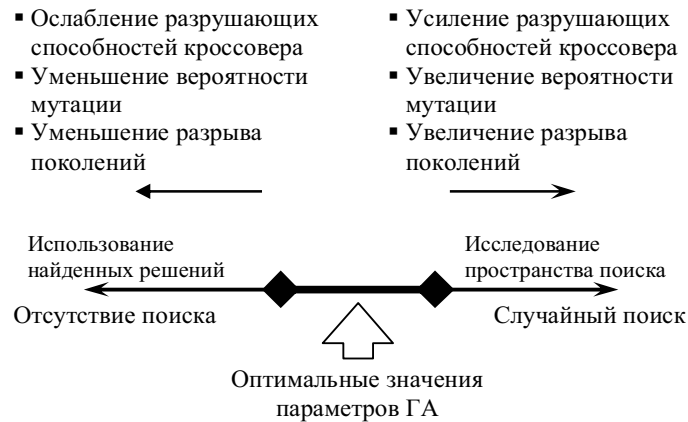 ▪ Ослабление разрушающих
способностей кроссовера
▪ Уменьшение вероятности
мутации
▪ Уменьшение разрыва
поколений
▪ Усиление разрушающих
способностей кроссовера
▪ Увеличение вероятности
мутации
▪ Увеличение разрыва
поколений
Использование
найденных решений
Исследование
пространства поиска
Отсутствие поиска
Случайный поиск
Оптимальные значения
параметров ГА